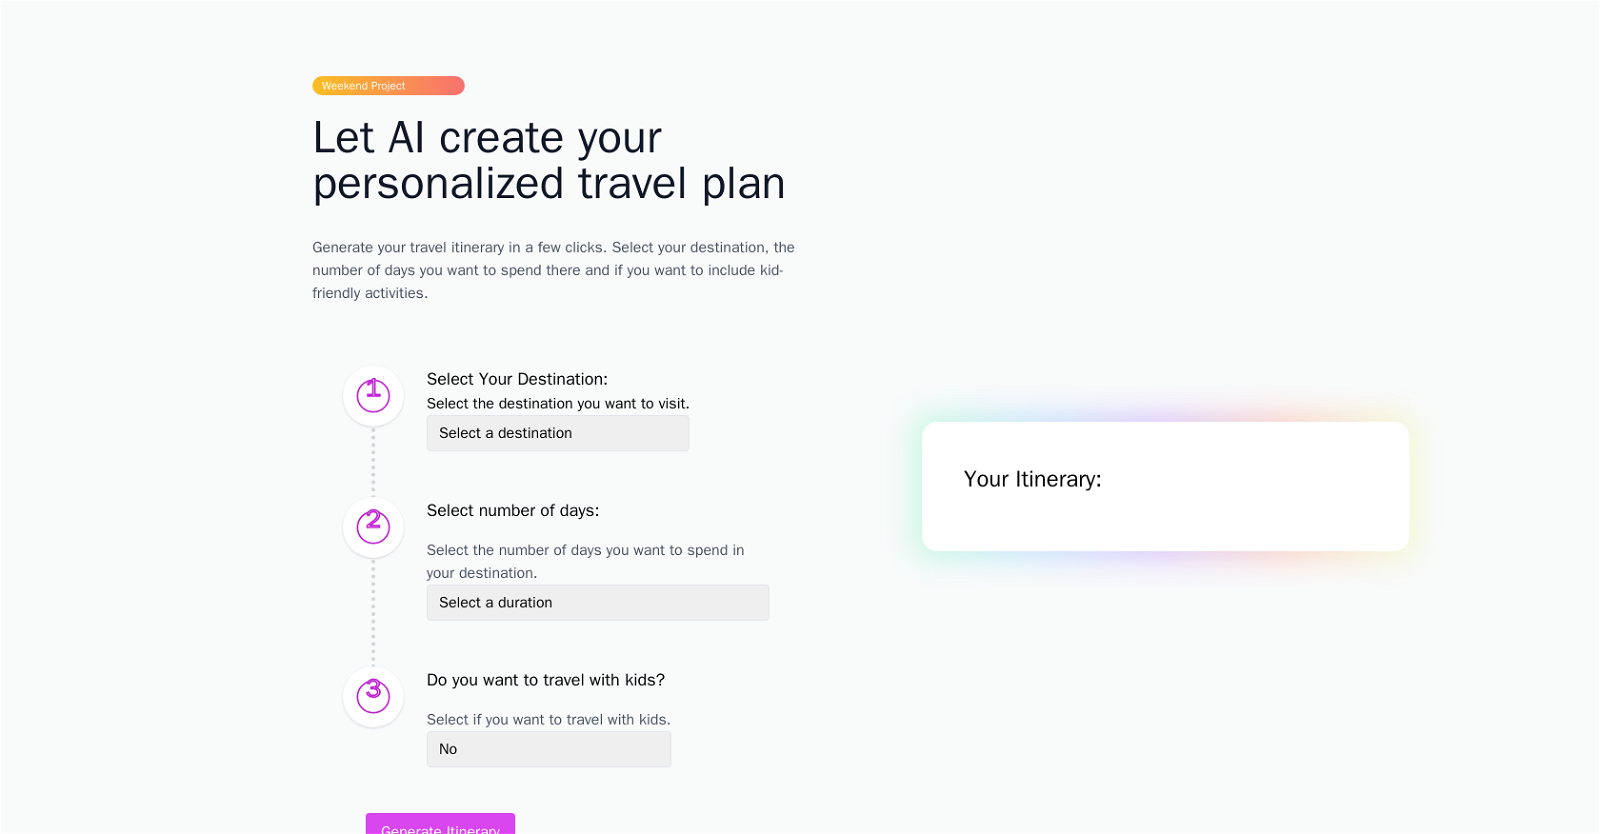 Weekend Project
Let AI create your
personalized travel plan
Generate your travel itinerary in a few clicks. Select your destination, the
number of days you want to spend there and if you want to include kid-
friendly activities.
1
Select Your Destination:
Select the destination you want to visit.
Select a destination
2
Select number of days:
Select the number of days you want to spend in
your destination.
Select a duration
3
Do you want to travel with kids?
Select if you want to travel with kids.
No
Generate Itinerary
Your Itinerary: